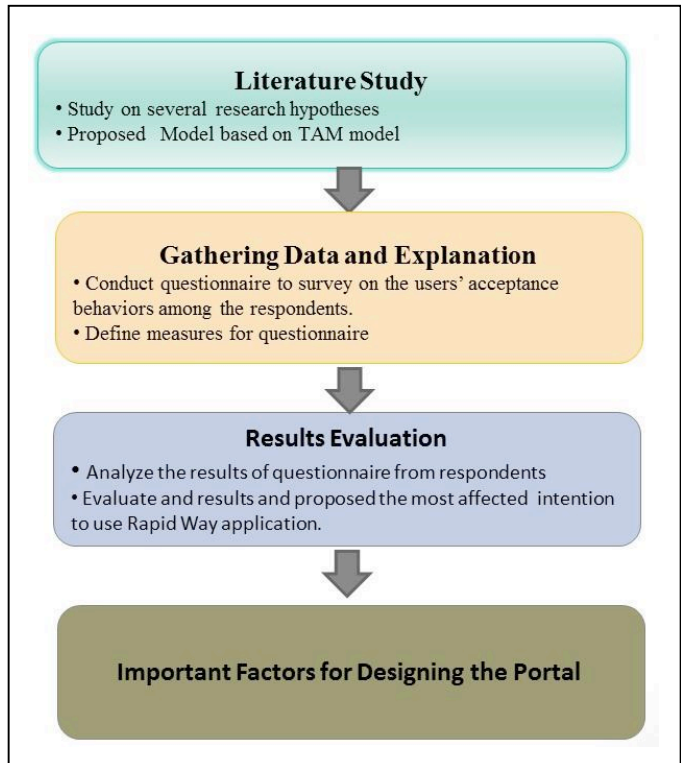 Literature Study
• Study on several research hypotheses
• Proposed Model based on TAM model
Gathering Data and Explanation
• Conduct questionnaire to survey on the users’ acceptance
behaviors among the respondents.
• Define measures for questionnaire
Results Evaluation
• Analyze the results of questionnaire from respondents
• Evaluate and results and proposed the most affected intention
to use Rapid Way application.
Important Factors for Designing the Portal